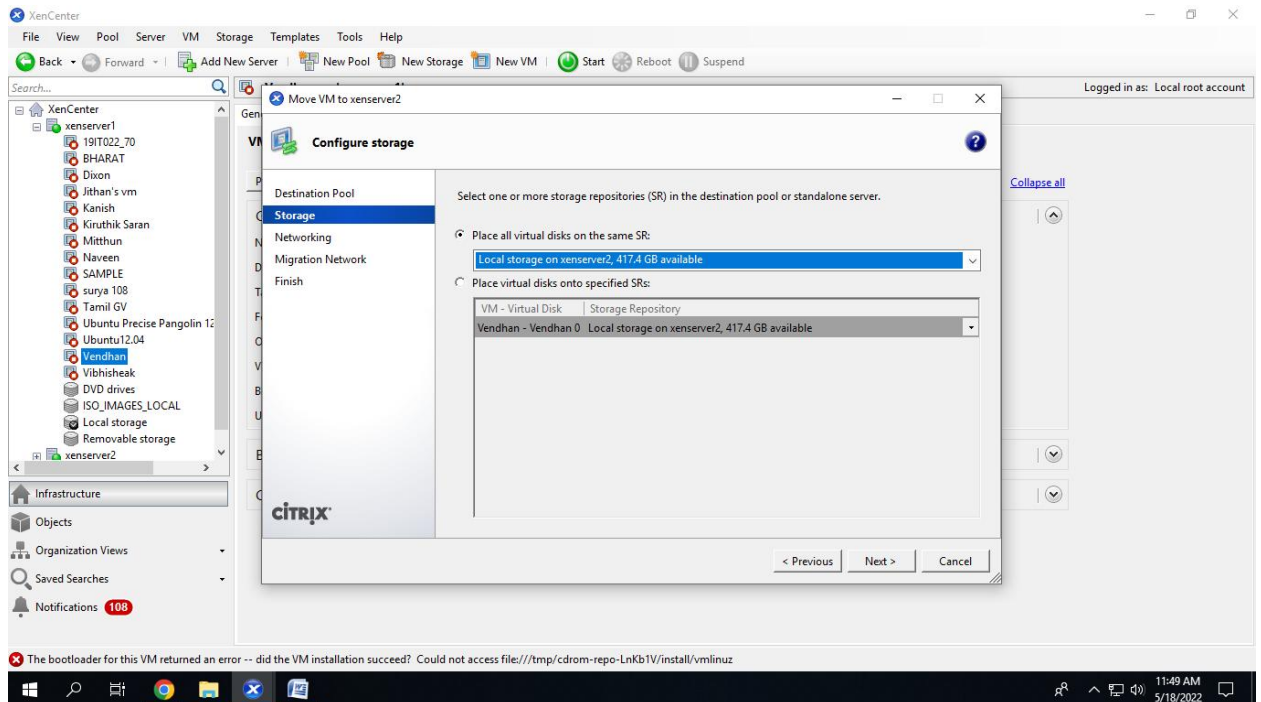 XenCenter
File View Pool Server VM Storage Templates Tools Help
Back Forward Add New Server New Pool New Storage New VM Start Reboot Suspend
Search...
Logged in as: Local root account
XenCenter
xenserver1
19IT022_70
BHARAT
Dixon
Jithan's vm
Kanish
Kiruthik Saran
Mitthun
Naveen
SAMPLE
surya 108
Tamil GV
Ubuntu Precise Pangolin 12
Ubuntu12.04
Vendhan
Vibhisheak
DVD drives
ISO_IMAGES_LOCAL
Local storage
Removable storage
xenserver2
Infrastructure
Objects
Organization Views
Saved Searches
Notifications 108
Collapse all
Move VM to xenserver2
Configure storage
Destination Pool
Storage
Networking
Migration Network
Finish
CITRIX
Select one or more storage repositories (SR) in the destination pool or standalone server.
Place all virtual disks on the same SR:
Local storage on xenserver2, 417.4 GB available
Place virtual disks onto specified SRs:
VM - Virtual Disk Storage Repository
Vendhan - Vendhan 0 Local storage on xenserver2, 417.4 GB available
< Previous Next > Cancel
The bootloader for this VM returned an error -- did the VM installation succeed? Could not access file:///tmp/cdrom-repo-LnKb1V/install/vmlinuz
11:49 AM
5/18/2022